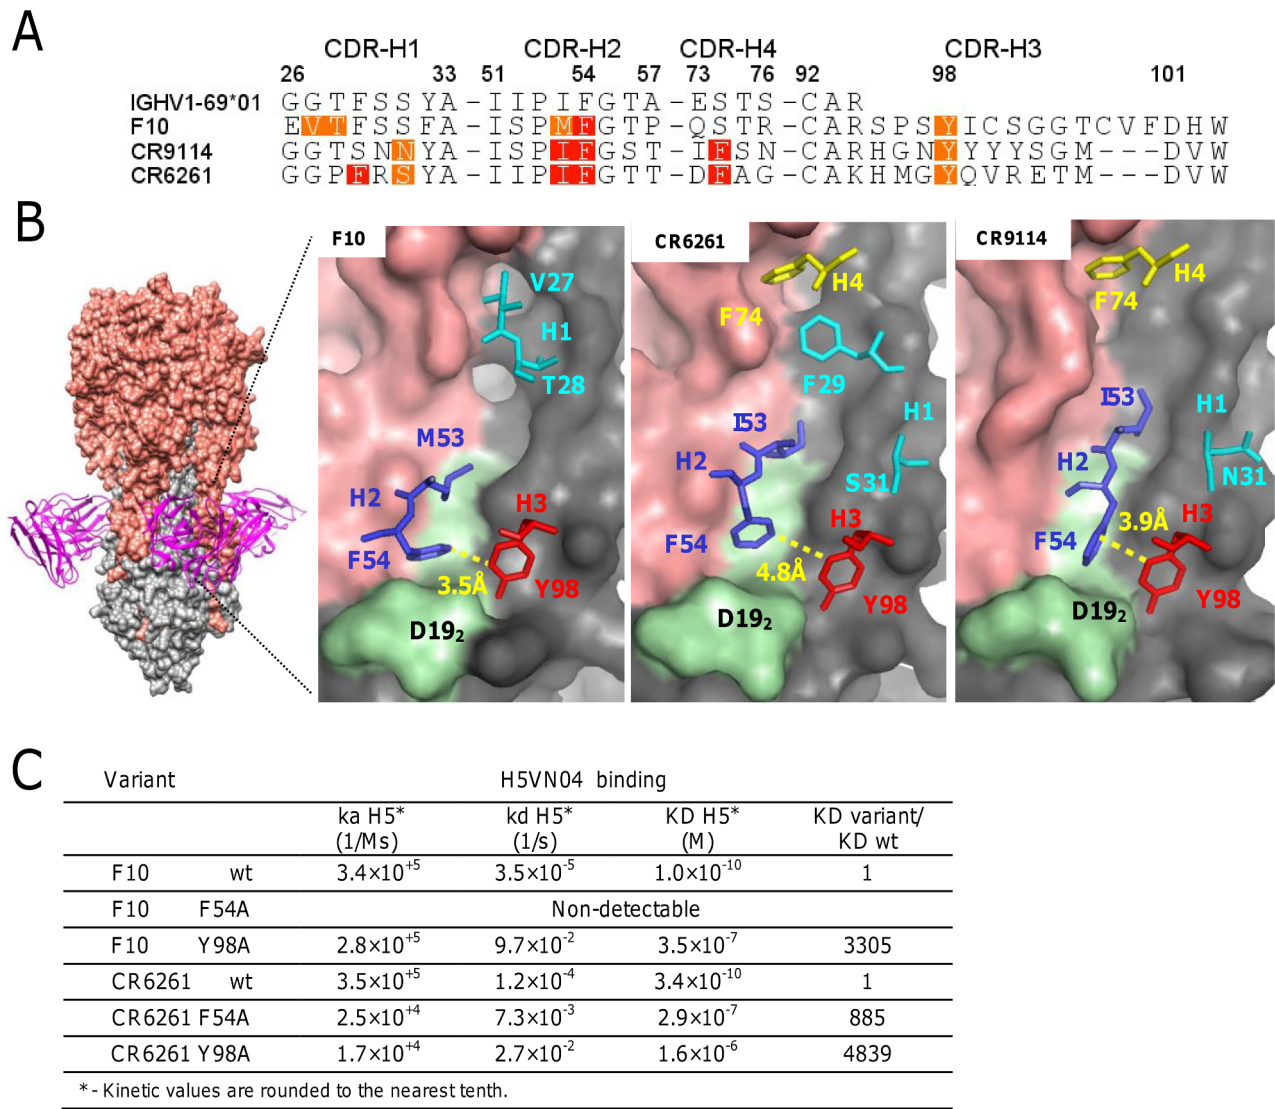 A
CDR-H1 CDR-H2 CDR-H4 CDR-H3
26 33 51 54 57 73 76 92 98 101
IGHV1-69*01 GGTFSSYA-IIPIFGTA-ESTS-CAR
F10 EVTFSSFA-ISPMFGTP-QSTR-CARSPSYICSGGTCVFDHW
CR9114 GGTSNNYA-ISPIFGST-IFSN-CARHGNYYYYSGM---DVW
CR6261 GGPFRSYA-IIPIFGTT-DFAG-CAKHMGYQVRETM---DVW
B
F10
V27
H1
T28
M53
H2
H3
F54
3.5Å
Y98
D19₂
CR6261
H4
F74
F29
I53
H1
H2
S31
H3
F54
4.8Å
Y98
D19₂
CR9114
H4
F74
I53
H1
H2
N31
3.9Å
H3
F54
Y98
D19₂
C
Variant H5VN04 binding
ka H5* kd H5* KD H5* KD variant/
(1/Ms) (1/s) (M) KD wt
F10 wt 3.4×10⁺⁵ 3.5×10⁻⁵ 1.0×10⁻¹⁰ 1
F10 F54A Non-detectable
F10 Y98A 2.8×10⁺⁵ 9.7×10⁻² 3.5×10⁻⁷ 3305
CR6261 wt 3.5×10⁺⁵ 1.2×10⁻⁴ 3.4×10⁻¹⁰ 1
CR6261 F54A 2.5×10⁺⁴ 7.3×10⁻³ 2.9×10⁻⁷ 885
CR6261 Y98A 1.7×10⁺⁴ 2.7×10⁻² 1.6×10⁻⁶ 4839
*- Kinetic values are rounded to the nearest tenth.